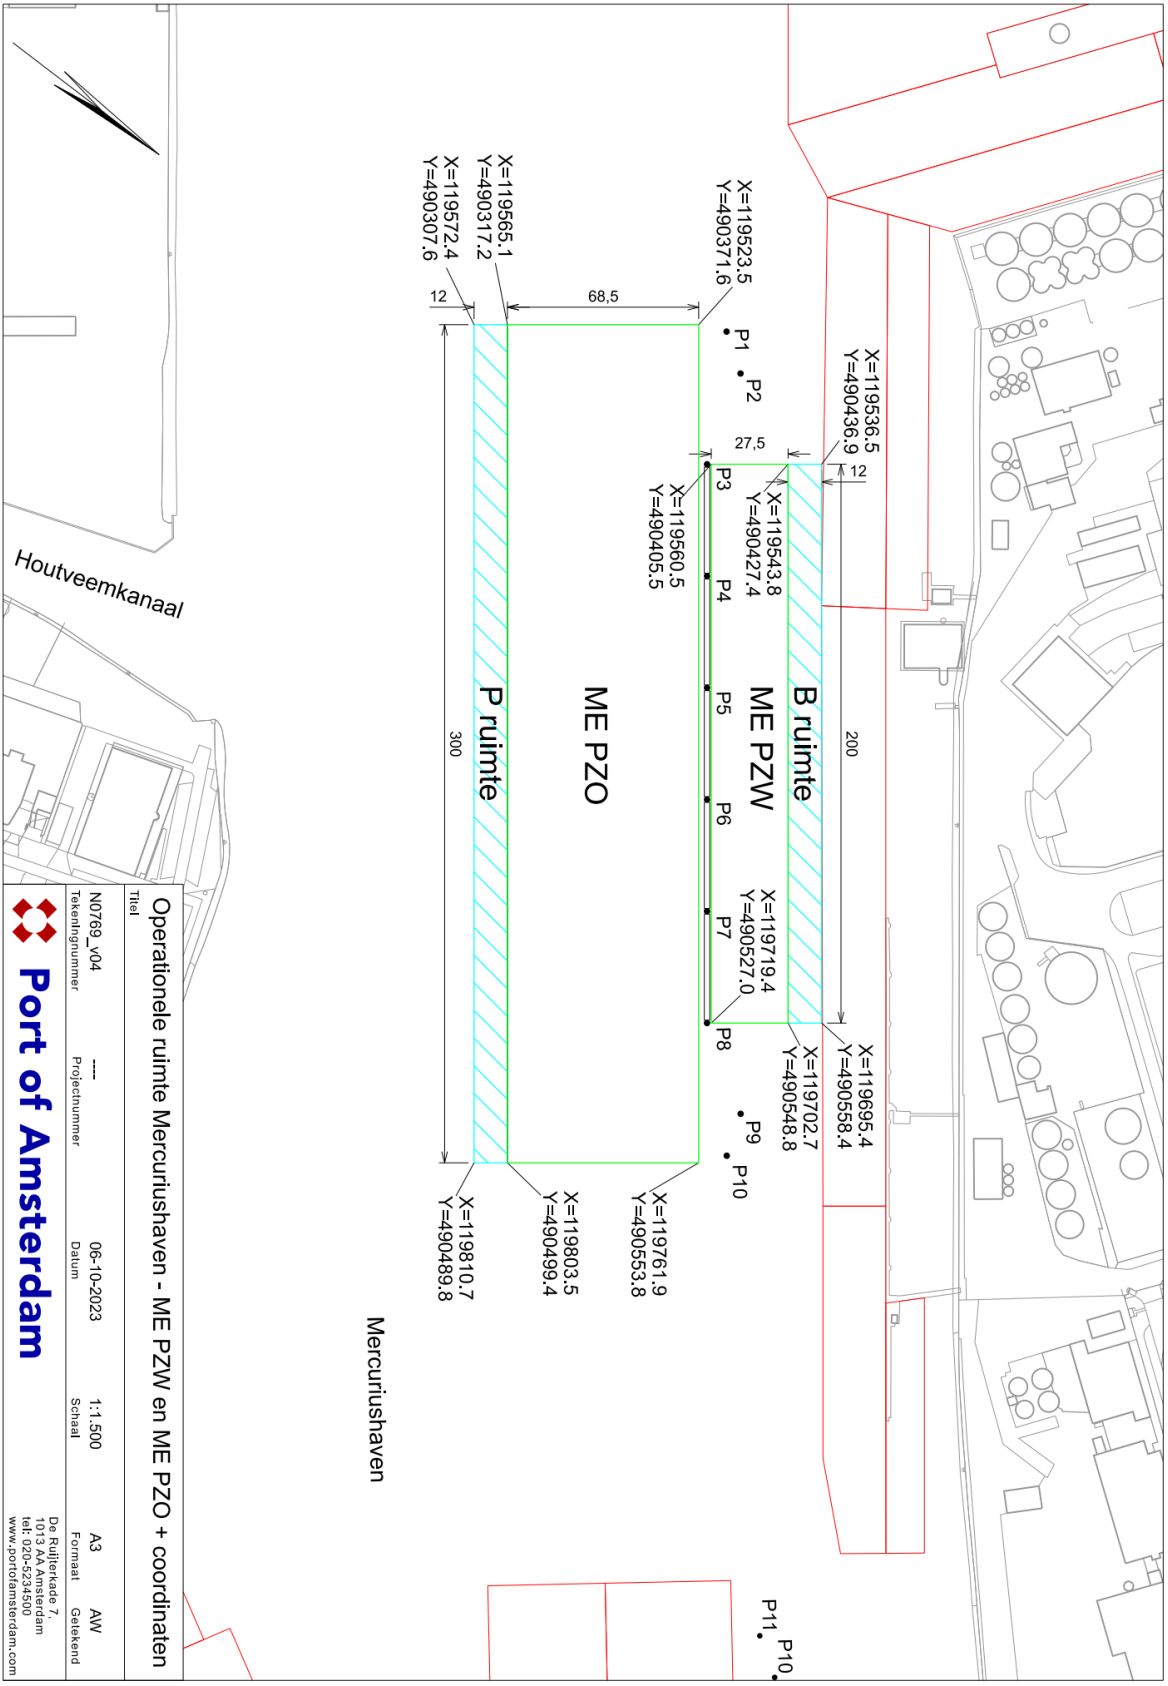 X=119523.5
Y=490371.6
X=119565.1
Y=490317.2
X=119572.4
Y=490307.6
12
68,5
P1
P2
X=119536.5
Y=490436.9
27,5
12
P3
X=119543.8
Y=490427.4
X=119560.5
Y=490405.5
P4
P5
P6
P7
P8
P9
P10
B ruimte
ME PZW
ME PZO
P ruimte
200
300
X=119719.4
Y=490527.0
X=119695.4
Y=490558.4
X=119702.7
Y=490548.8
X=119761.9
Y=490553.8
X=119803.5
Y=490499.4
X=119810.7
Y=490489.8
Houtveemkanaal
Mercuriushaven
P11
P10
Operationele ruimte Mercuriushaven - ME PZW en ME PZO + coordinaten
Titel
N0769_v04
Tekeningnummer
----
Projectnummer
06-10-2023
Datum
1:1.500
Schaal
A3
Formaat
AW
Getekend
Port of Amsterdam
De Ruijterkade 7,
1013 AA Amsterdam
tel: 020-5234500
www.portofamsterdam.com